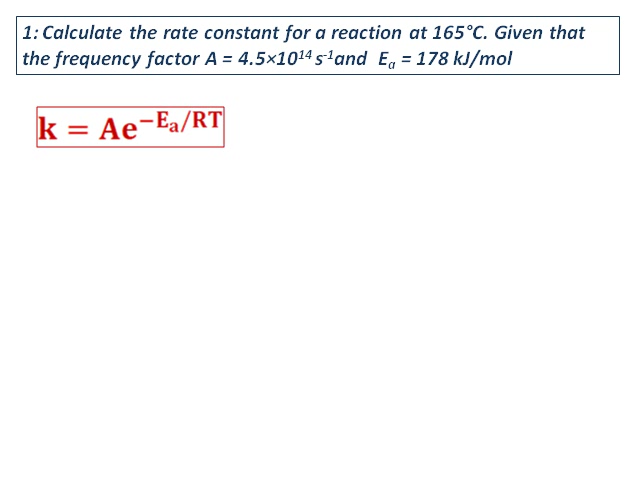 1: Calculate the rate constant for a reaction at 165°C. Given that
the frequency factor A = 4.5×10¹⁴ s⁻¹and Eₐ = 178 kJ/mol
k = Ae^−Eₐ/RT